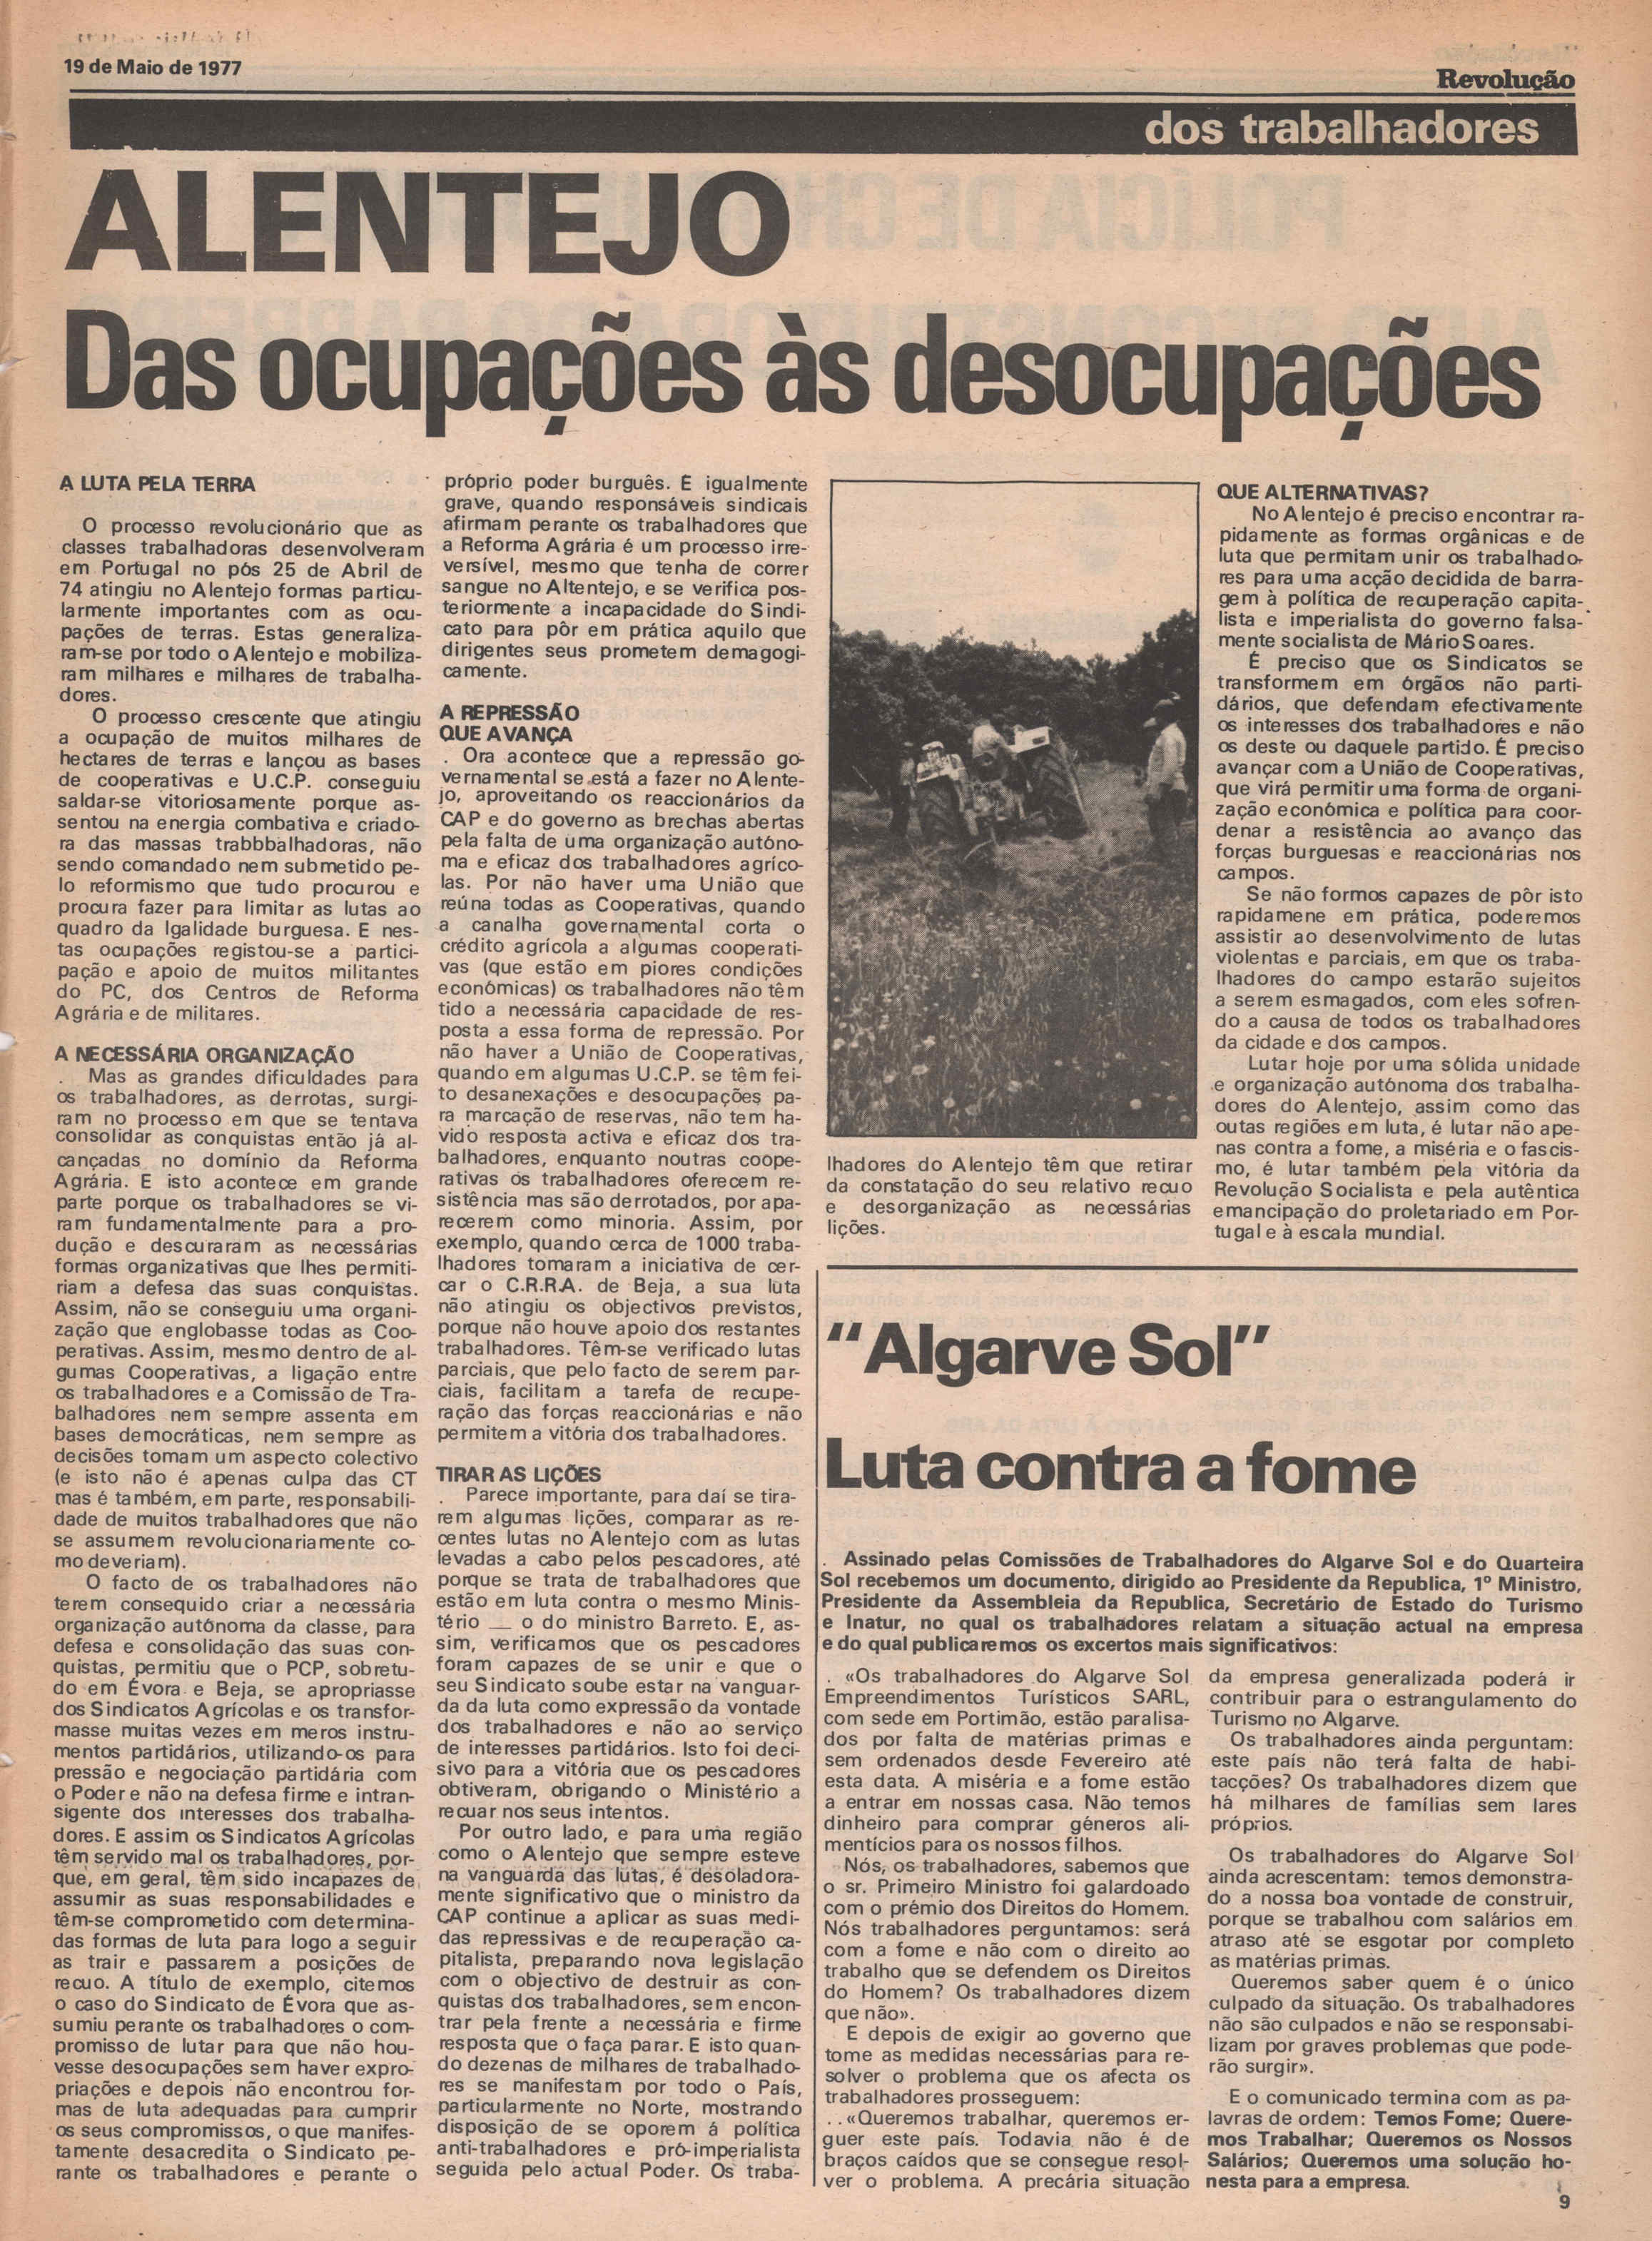 19 de Maio de 1977
Revolução
dos trabalhadores
ALENTEJO
Das ocupações às desocupações
A LUTA PELA TERRA
O processo revolucionário que as
classes trabalhadoras desenvolveram
em Portugal no pós 25 de Abril de
74 atingiu no Alentejo formas particu-
larmente importantes com as ocu-
pações de terras. Estas generaliza-
ram-se por todo o Alentejo e mobiliza-
ram milhares e milhares de trabalha-
dores.
O processo crescente que atingiu
a ocupação de muitos milhares de
hectares de terras e lançou as bases
de cooperativas e U.C.P. conseguiu
saldar-se vitoriosamente porque as-
sentou na energia combativa e criado-
ra das massas trabbbalhadoras, não
sendo comandado nem submetido pe-
lo reformismo que tudo procurou e
procura fazer para limitar as lutas ao
quadro da lgalidade burguesa. E nes-
tas ocupações registou-se a partici-
pação e apoio de muitos militantes
do PC, dos Centros de Reforma
Agrária e de militares.
A NECESSÁRIA ORGANIZAÇÃO
. Mas as grandes dificuldades para
os trabalhadores, as derrotas, surgi-
ram no processo em que se tentava
consolidar as conquistas então já al-
cançadas no domínio da Reforma
Agrária. E isto acontece em grande
parte porque os trabalhadores se vi-
ram fundamentalmente para a pro-
dução e descuraram as necessárias
formas organizativas que lhes permiti-
riam a defesa das suas conquistas.
Assim, não se conseguiu uma organi-
zação que englobasse todas as Coo-
perativas. Assim, mesmo dentro de al-
gumas Cooperativas, a ligação entre
os trabalhadores e a Comissão de Tra-
balhadores nem sempre assenta em
bases democráticas, nem sempre as
decisões tomam um aspecto colectivo
(e isto não é apenas culpa das CT
mas é também, em parte, responsabili-
dade de muitos trabalhadores que não
se assumem revolucionariamente co-
mo deveriam).
O facto de os trabalhadores não
terem consequido criar a necessária
organização autónoma da classe, para
defesa e consolidação das suas con-
quistas, permitiu que o PCP, sobretu-
do em Évora e Beja, se apropriasse
dos Sindicatos Agrícolas e os transfor-
masse muitas vezes em meros instru-
mentos partidários, utilizando-os para
pressão e negociação partidária com
o Poder e não na defesa firme e intran-
sigente dos interesses dos trabalha-
dores. E assim os Sindicatos Agrícolas
têm servido mal os trabalhadores, por-
que, em geral, têm sido incapazes de
assumir as suas responsabilidades e
têm-se comprometido com determina-
das formas de luta para logo a seguir
as trair e passarem a posições de
recuo. A título de exemplo, citemos
o caso do Sindicato de Évora que as-
sumiu perante os trabalhadores o com-
promisso de lutar para que não hou-
vesse desocupações sem haver expro-
priações e depois não encontrou for-
mas de luta adequadas para cumprir
os seus compromissos, o que manifes-
tamente desacredita o Sindicato pe-
rante os trabalhadores e perante o
próprio poder burguês. E igualmente
grave, quando responsáveis sindicais
afirmam perante os trabalhadores que
a Reforma Agrária é um processo irre-
versível, mesmo que tenha de correr
sangue no Altentejo, e se verifica pos-
teriormente a incapacidade do Sindi-
cato para pôr em prática aquilo que
dirigentes seus prometem demagogi-
camente.
A REPRESSÃO
QUE AVANÇA
. Ora acontece que a repressão go-
vernamental se está a fazer no Alente-
jo, aproveitando os reaccionários da
CAP e do governo as brechas abertas
pela falta de uma organização autóno-
ma e eficaz dos trabalhadores agríco-
las. Por não haver uma União que
reúna todas as Cooperativas, quando
a canalha governamental corta o
crédito agrícola a algumas cooperati-
vas (que estão em piores condições
económicas) os trabalhadores não têm
tido a necessária capacidade de res-
posta a essa forma de repressão. Por
não haver a União de Cooperativas,
quando em algumas U.C.P. se têm fei-
to desanexações e desocupações pa-
ra marcação de reservas, não tem ha-
vido resposta activa e eficaz dos tra-
balhadores, enquanto noutras coope-
rativas os trabalhadores oferecem re-
sistência mas são derrotados, por apa-
recerem como minoria. Assim, por
exemplo, quando cerca de 1000 traba-
lhadores tomaram a iniciativa de cer-
car o C.R.R.A. de Beja, a sua luta
não atingiu os objectivos previstos,
porque não houve apoio dos restantes
trabalhadores. Têm-se verificado lutas
parciais, que pelo facto de serem par-
ciais, facilitam a tarefa de recupe-
ração das forças reaccionárias e não
permitem a vitória dos trabalhadores.
TIRAR AS LIÇÕES
. Parece importante, para daí se tira-
rem algumas lições, comparar as re-
centes lutas no Alentejo com as lutas
levadas a cabo pelos pescadores, até
porque se trata de trabalhadores que
estão em luta contra o mesmo Minis-
tério — o do ministro Barreto. E, as-
sim, verificamos que os pescadores
foram capazes de se unir e que o
seu Sindicato soube estar na vanguar-
da da luta como expressão da vontade
dos trabalhadores e não ao serviço
de interesses partidários. Isto foi deci-
sivo para a vitória que os pescadores
obtiveram, obrigando o Ministério a
recuar nos seus intentos.
Por outro lado, e para uma região
como o Alentejo que sempre esteve
na vanguarda das lutas, é desoladora-
mente significativo que o ministro da
CAP continue a aplicar as suas medi-
das repressivas e de recuperação ca-
pitalista, preparando nova legislação
com o objectivo de destruir as con-
quistas dos trabalhadores, sem encon-
trar pela frente a necessária e firme
resposta que o faça parar. E isto quan-
do dezenas de milhares de trabalhado-
res se manifestam por todo o País,
particularmente no Norte, mostrando
disposição de se oporem á política
anti-trabalhadores e pró-imperialista
seguida pelo actual Poder. Os traba-
lhadores do Alentejo têm que retirar
da constatação do seu relativo recuo
e desorganização as necessárias
lições.
QUE ALTERNATIVAS?
No Alentejo é preciso encontrar ra-
pidamente as formas orgânicas e de
luta que permitam unir os trabalhado-
res para uma acção decidida de barra-
gem à política de recuperação capita-
lista e imperialista do governo falsa-
mente socialista de Mário Soares.
É preciso que os Sindicatos se
transformem em órgãos não parti-
dários, que defendam efectivamente
os interesses dos trabalhadores e não
os deste ou daquele partido. É preciso
avançar com a União de Cooperativas,
que virá permitir uma forma de organi-
zação económica e política para coor-
denar a resistência ao avanço das
forças burguesas e reaccionárias nos
campos.
Se não formos capazes de pôr isto
rapidamene em prática, poderemos
assistir ao desenvolvimento de lutas
violentas e parciais, em que os traba-
lhadores do campo estarão sujeitos
a serem esmagados, com eles sofren-
do a causa de todos os trabalhadores
da cidade e dos campos.
Lutar hoje por uma sólida unidade
e organização autónoma dos trabalha-
dores do Alentejo, assim como das
outas regiões em luta, é lutar não ape-
nas contra a fome, a miséria e o fascis-
mo, é lutar também pela vitória da
Revolução Socialista e pela autêntica
emancipação do proletariado em Por-
tugal e à escala mundial.
"Algarve Sol"
Luta contra a fome
. Assinado pelas Comissões de Trabalhadores do Algarve Sol e do Quarteira
Sol recebemos um documento, dirigido ao Presidente da Republica, 1º Ministro,
Presidente da Assembleia da Republica, Secretário de Estado do Turismo
e Inatur, no qual os trabalhadores relatam a situação actual na empresa
e do qual publicaremos os excertos mais significativos:
. «Os trabalhadores do Algarve Sol
Empreendimentos Turísticos SARL,
com sede em Portimão, estão paralisa-
dos por falta de matérias primas e
sem ordenados desde Fevereiro até
esta data. A miséria e a fome estão
a entrar em nossas casa. Não temos
dinheiro para comprar géneros ali-
mentícios para os nossos filhos.
Nós, os trabalhadores, sabemos que
o sr. Primeiro Ministro foi galardoado
com o prémio dos Direitos do Homem.
Nós trabalhadores perguntamos: será
com a fome e não com o direito ao
trabalho que se defendem os Direitos
do Homem? Os trabalhadores dizem
que não».
E depois de exigir ao governo que
tome as medidas necessárias para re-
solver o problema que os afecta os
trabalhadores prosseguem:
. . «Queremos trabalhar, queremos er-
guer este país. Todavia não é de
braços caídos que se consegue resol-
ver o problema. A precária situação
da empresa generalizada poderá ir
contribuir para o estrangulamento do
Turismo no Algarve.
Os trabalhadores ainda perguntam:
este país não terá falta de habi-
tacções? Os trabalhadores dizem que
há milhares de famílias sem lares
próprios.
Os trabalhadores do Algarve Sol
ainda acrescentam: temos demonstra-
do a nossa boa vontade de construir,
porque se trabalhou com salários em
atraso até se esgotar por completo
as matérias primas.
Queremos saber quem é o único
culpado da situação. Os trabalhadores
não são culpados e não se responsabi-
lizam por graves problemas que pode-
rão surgir».
E o comunicado termina com as pa-
lavras de ordem: Temos Fome; Quere-
mos Trabalhar; Queremos os Nossos
Salários; Queremos uma solução ho-
nesta para a empresa.
9